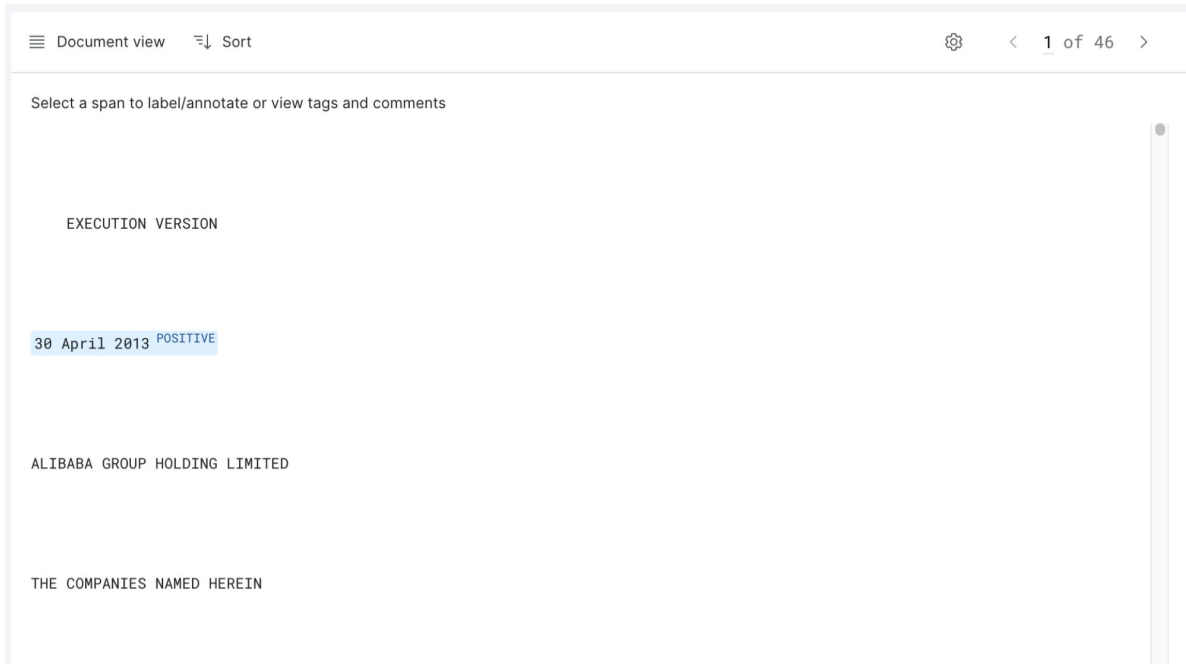 Document view Sort 1 of 46
Select a span to label/annotate or view tags and comments
EXECUTION VERSION
30 April 2013 POSITIVE
ALIBABA GROUP HOLDING LIMITED
THE COMPANIES NAMED HEREIN